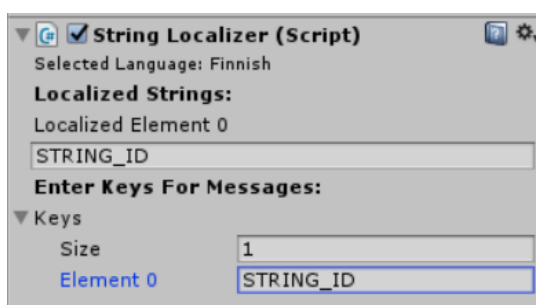 String Localizer (Script)
Selected Language: Finnish
Localized Strings:
Localized Element 0
STRING_ID
Enter Keys For Messages:
Keys
Size 1
Element 0 STRING_ID